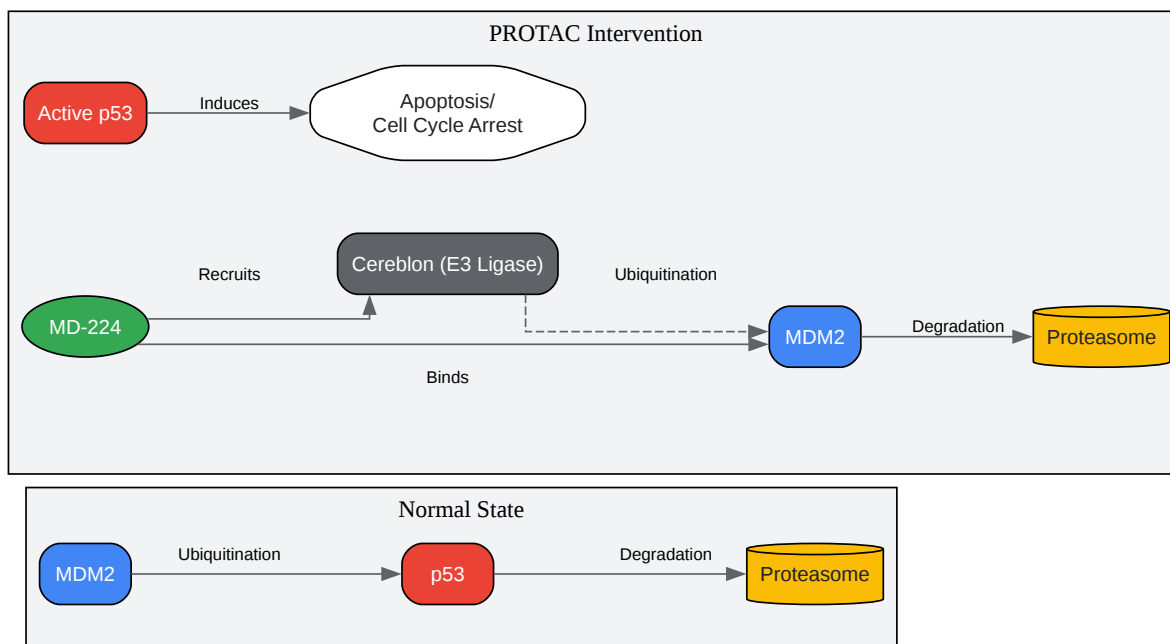 PROTAC Intervention
Active p53
Induces
Apoptosis/
Cell Cycle Arrest
Recruits
Cereblon (E3 Ligase)
Ubiquitination
MD-224
Binds
MDM2
Degradation
Proteasome
Normal State
MDM2
Ubiquitination
p53
Degradation
Proteasome